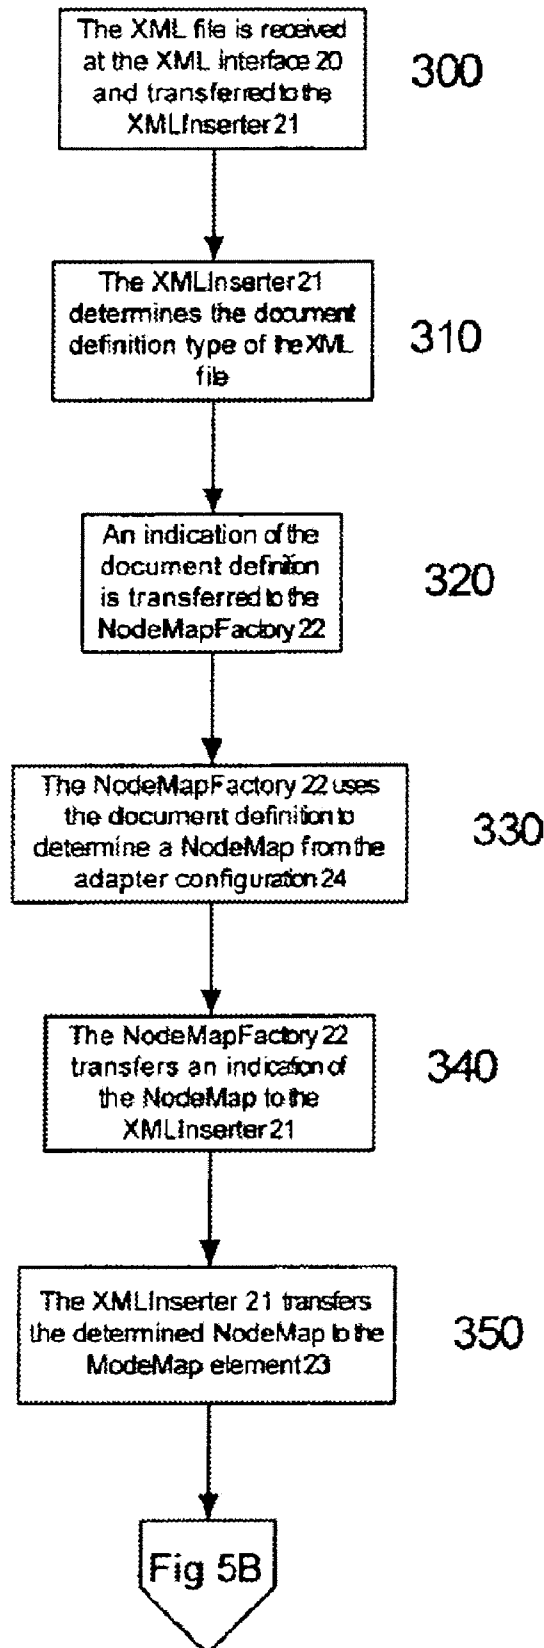 The XML file is received
at the XML interface 20
and transferred to the
XMLInserter 21
300
The XMLInserter 21
determines the document
definition type of the XML
file
310
An indication of the
document definition
is transferred to the
NodeMapFactory 22
320
The NodeMapFactory 22 uses
the document definition to
determine a NodeMap from the
adapter configuration 24
330
The NodeMapFactory 22
transfers an indication of
the NodeMap to the
XMLInserter 21
340
The XMLInserter 21 transfers
the determined NodeMap to the
ModeMap element 23
350
Fig 5B